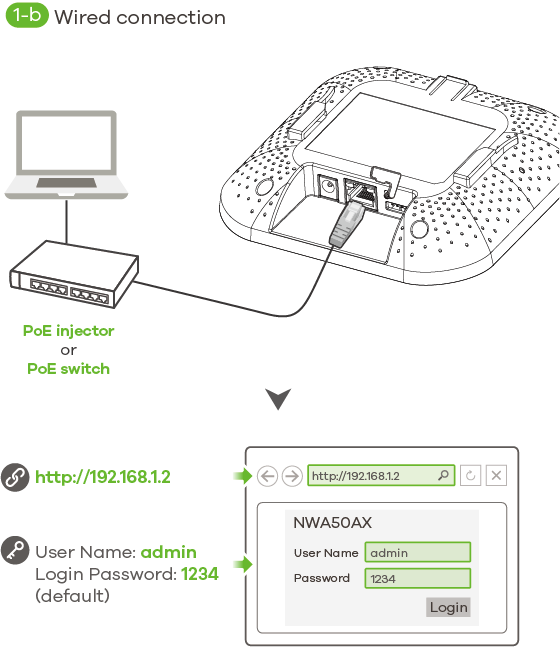 1-b Wired connection
PoE injector
or
PoE switch
http://192.168.1.2
http://192.168.1.2
User Name: admin
Login Password: 1234
(default)
NWA50AX
User Name admin
Password 1234
Login